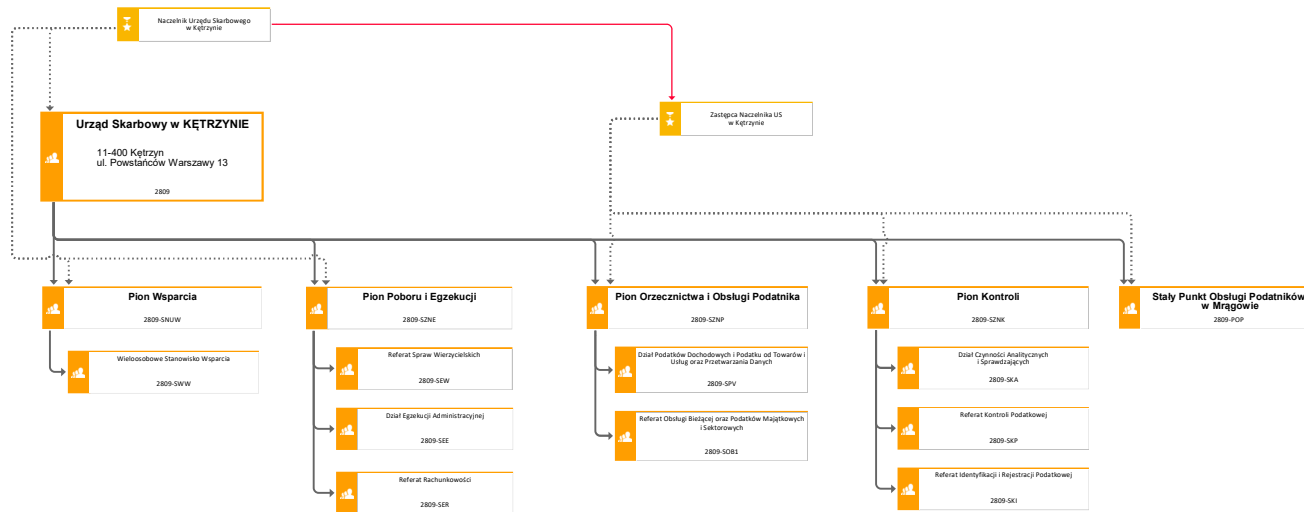 Naczelnik Urzędu Skarbowego
w Kętrzynie
Urząd Skarbowy w KĘTRZYNIE
11-400 Kętrzyn
ul. Powstańców Warszawy 13
2809
Zastępca Naczelnika US
w Kętrzynie
Pion Wsparcia
2809-SNUW
Wieloosobowe Stanowisko Wsparcia
2809-SWW
Pion Poboru i Egzekucji
2809-SZNE
Referat Spraw Wierzycielskich
2809-SEW
Dział Egzekucji Administracyjnej
2809-SEE
Referat Rachunkowości
2809-SER
Pion Orzecznictwa i Obsługi Podatnika
2809-SZNP
Dział Podatków Dochodowych i Podatku od Towarów i
Usług oraz Przetwarzania Danych
2809-SPV
Referat Obsługi Bieżącej oraz Podatków Majątkowych
i Sektorowych
2809-SOB1
Pion Kontroli
2809-SZNK
Dział Czynności Analitycznych
i Sprawdzających
2809-SKA
Referat Kontroli Podatkowej
2809-SKP
Referat Identyfikacji i Rejestracji Podatkowej
2809-SKI
Stały Punkt Obsługi Podatników
w Mrągowie
2809-POP